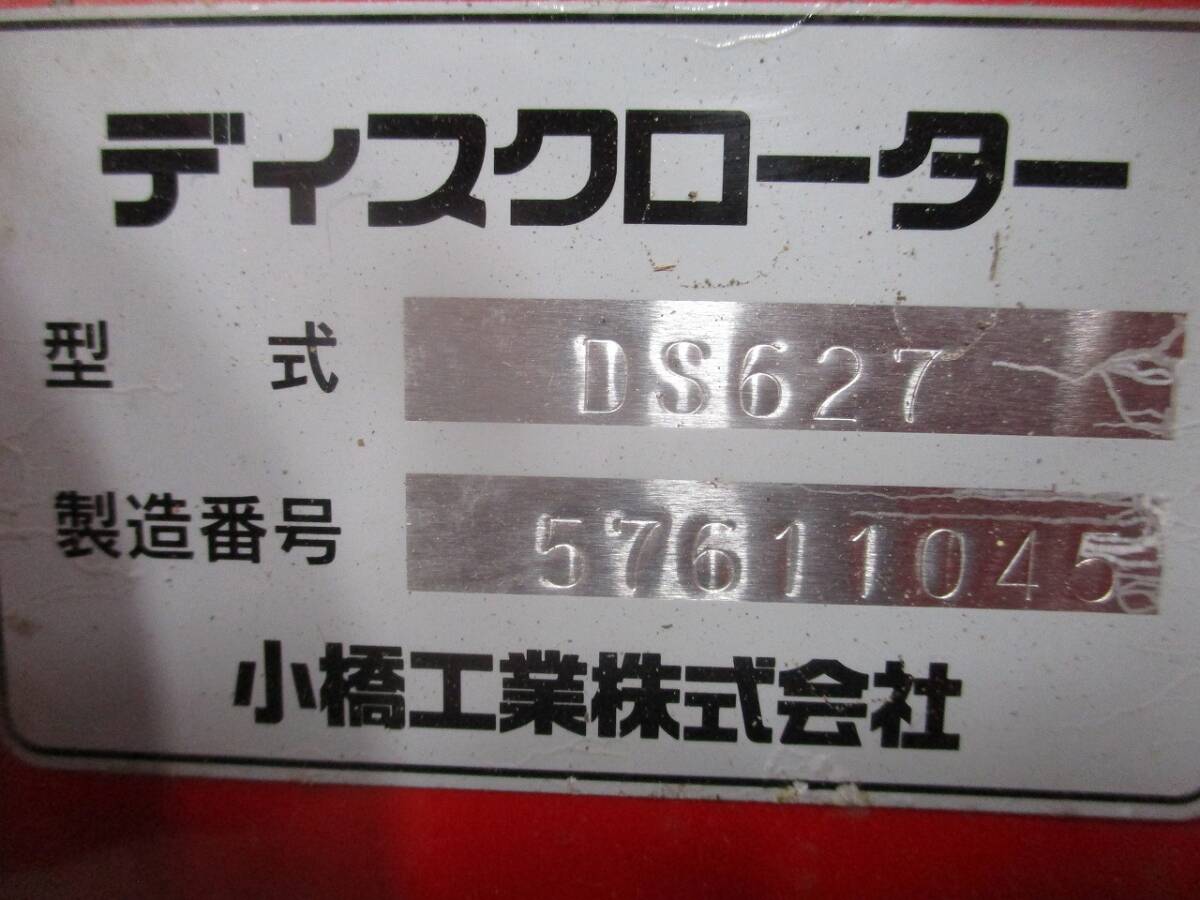 ディスクローター
型 式 DS627
製造番号 57611045
小橋工業株式会社